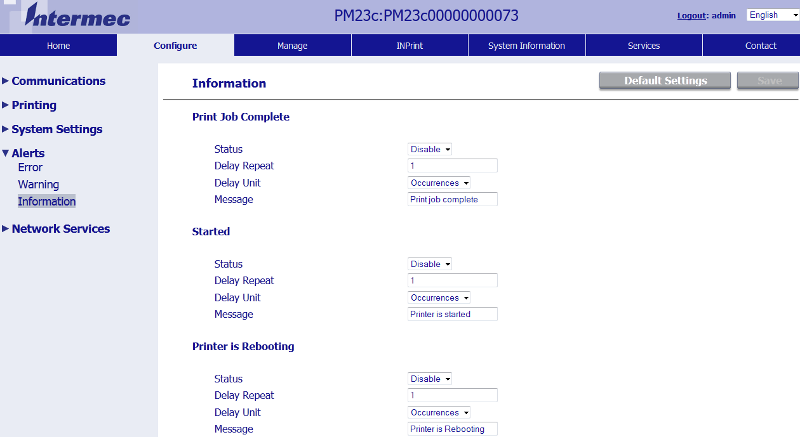 Intermec
PM23c:PM23c00000000073
Logout: admin
English
Home
Configure
Manage
INPrint
System Information
Services
Contact
Communications
Printing
System Settings
Alerts
Error
Warning
Information
Network Services
Information
Default Settings
Save
Print Job Complete
Status Disable
Delay Repeat 1
Delay Unit Occurrences
Message Print job complete
Started
Status Disable
Delay Repeat 1
Delay Unit Occurrences
Message Printer is started
Printer is Rebooting
Status Disable
Delay Repeat 1
Delay Unit Occurrences
Message Printer is Rebooting